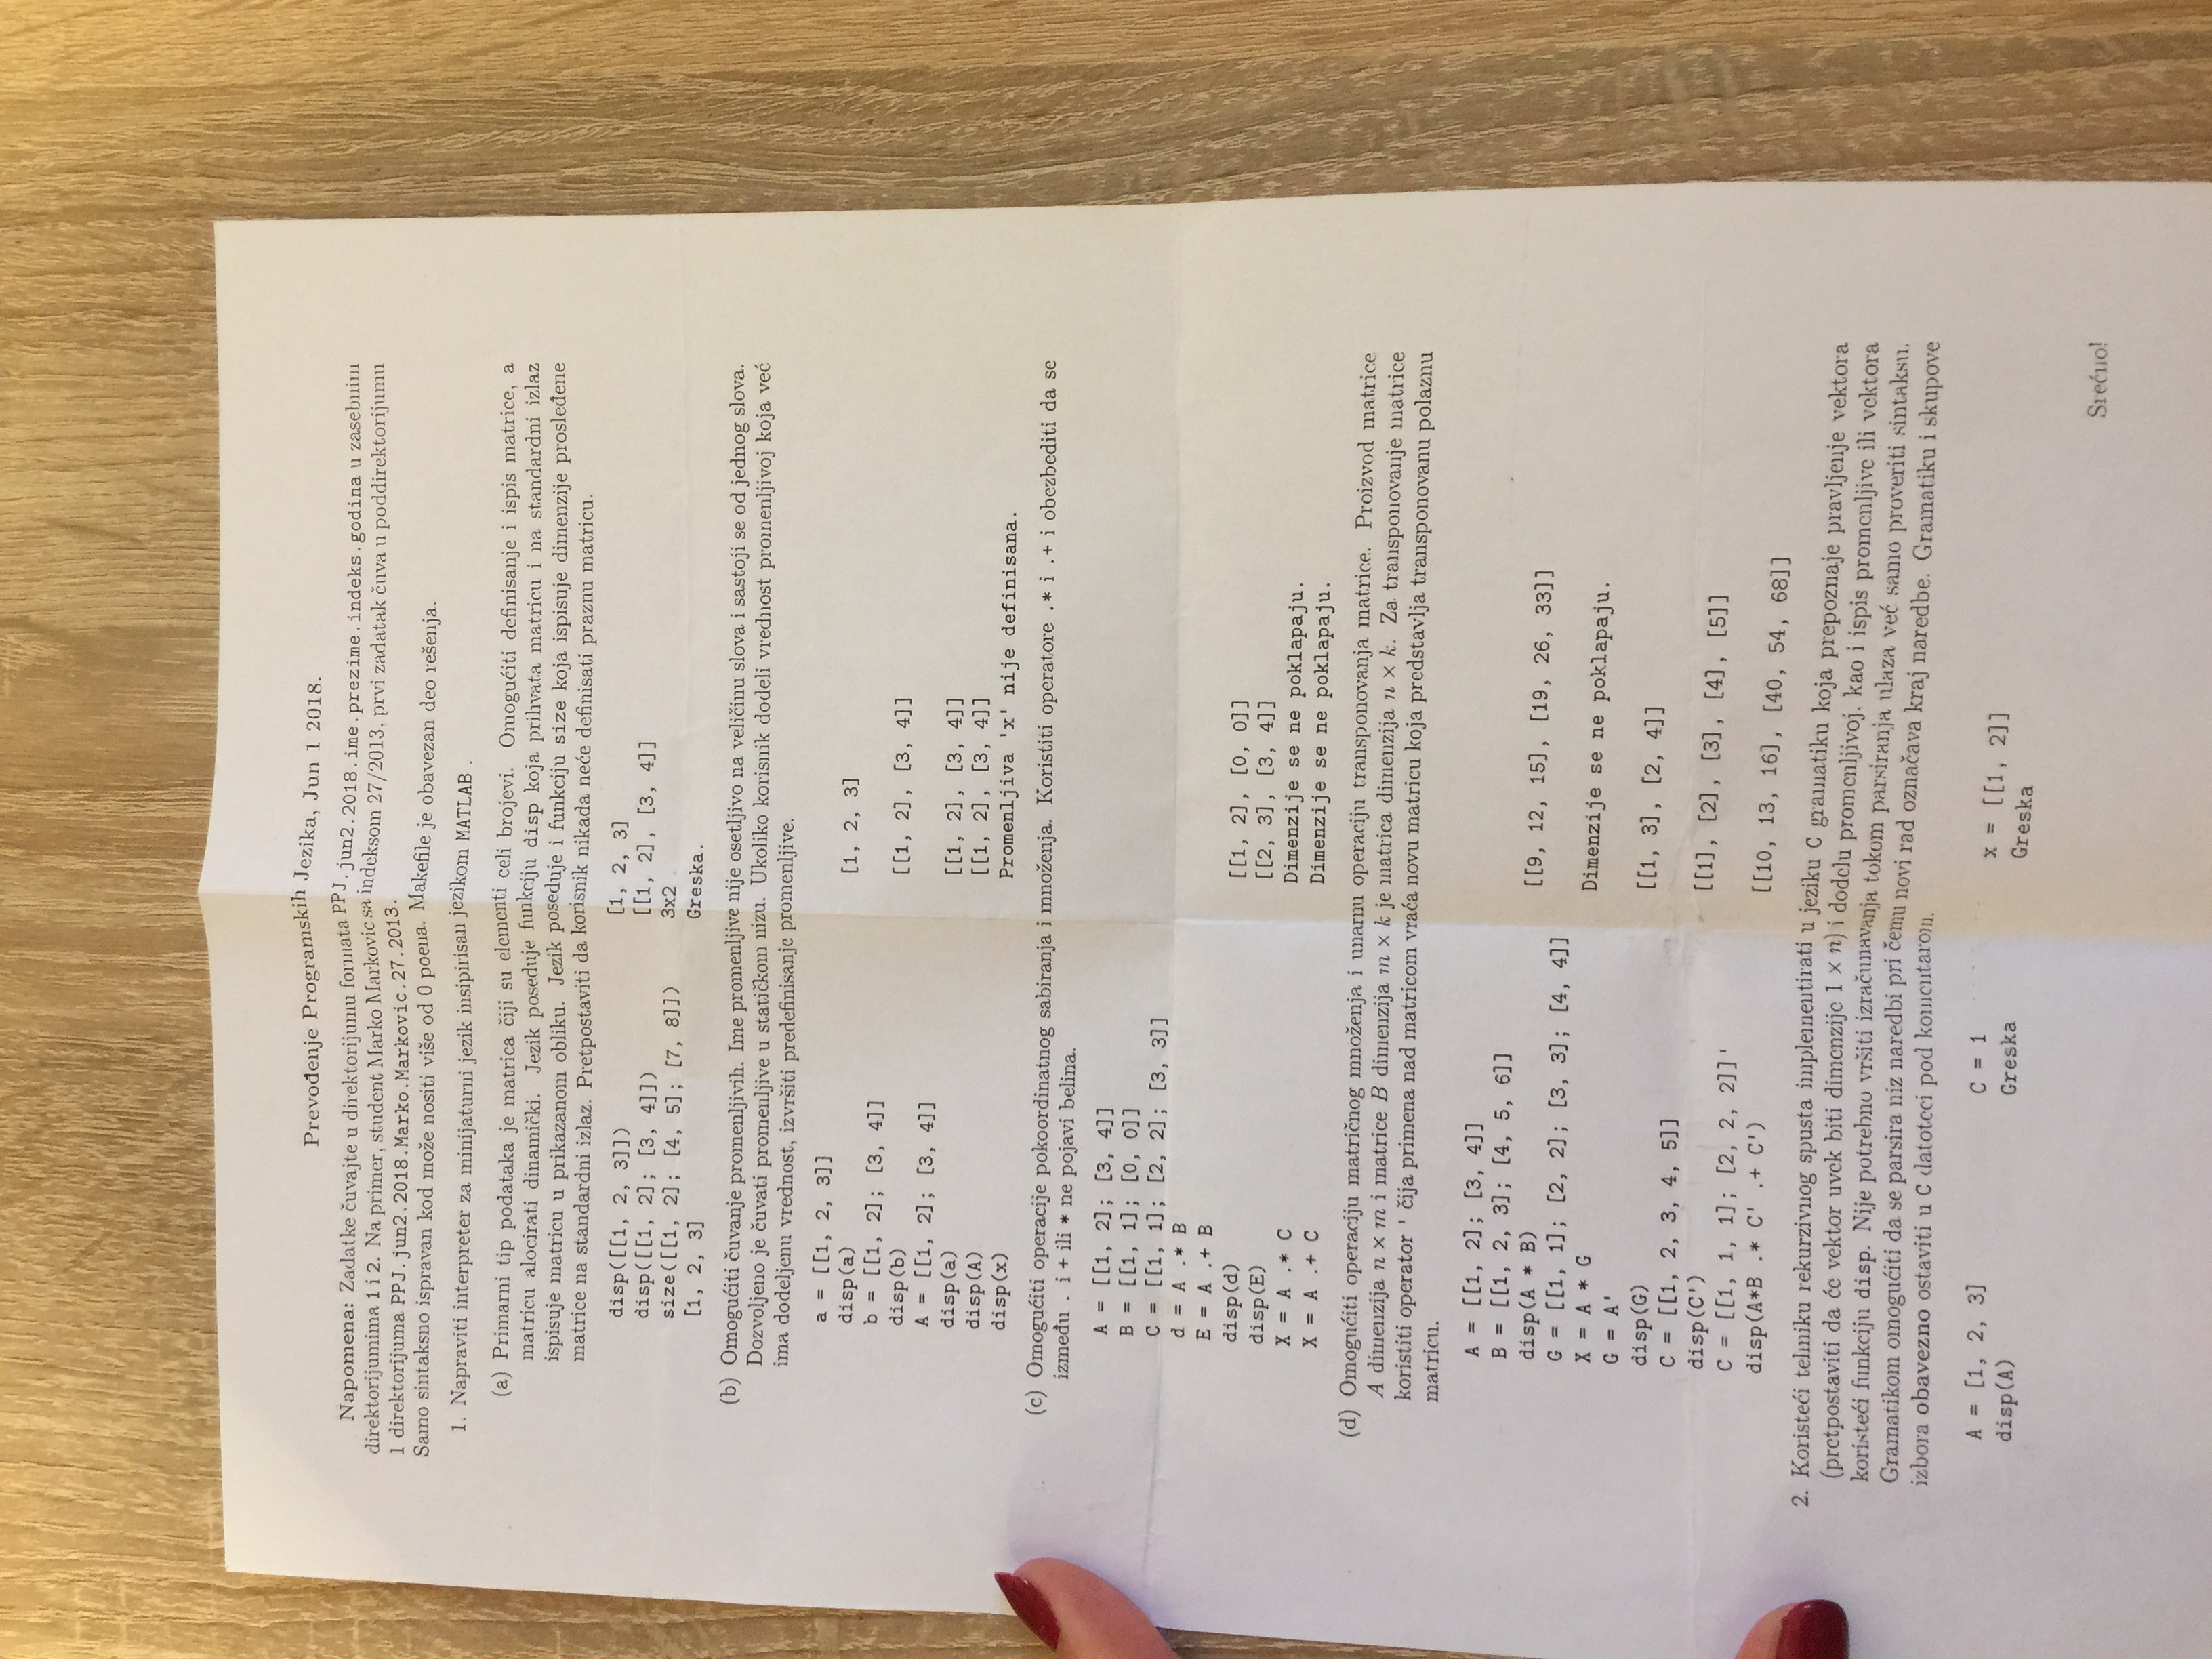 Prevođenje Programskih Jezika, Jun 1 2018.
Napomena: Zadatke čuvajte u direktorijumu formata PPJ.jun2.2018.ime.prezime.indeks.godina u zasebnim
direktorijumima 1 i 2. Na primer, student Marko Markovic sa indeksom 27/2013, prvi zadatak čuva u poddirektorijumu
1 direktorijuma PPJ.jun2.2018.Marko.Markovic.27.2013.
Samo sintaksno ispravan kod može nositi više od 0 poena. Makefile je obavezan deo rešenja.
1. Napraviti interpreter za minijaturni jezik insipirisan jezikom MATLAB .
(a) Primarni tip podataka je matrica čiji su elementi celi brojevi. Omogućiti definisanje i ispis matrice, a
matricu alocirati dinamički. Jezik poseduje funkciju disp koja prihvata matricu i na standardni izlaz
ispisuje matricu u prikazanom obliku. Jezik poseduje i funkciju size koja ispisuje dimenzije prosleđene
matrice na standardni izlaz. Pretpostaviti da korisnik nikada neće definisati praznu matricu.
disp([[1, 2, 3]]) [1, 2, 3]
disp([[1, 2]; [3, 4]]) [[1, 2], [3, 4]]
size([[1, 2]; [4, 5]; [7, 8]]) 3x2
[1, 2, 3] Greska.
(b) Omogućiti čuvanje promenljivih. Ime promenljive nije osetljivo na veličinu slova i sastoji se od jednog slova.
Dozvoljeno je čuvati promenljive u statičkom nizu. Ukoliko korisnik dodeli vrednost promenljivoj koja već
ima dodeljenu vrednost, izvršiti predefinisanje promenljive.
a = [[1, 2, 3]]
disp(a) [1, 2, 3]
b = [[1, 2]; [3, 4]]
disp(b) [[1, 2], [3, 4]]
A = [[1, 2]; [3, 4]]
disp(a) [[1, 2], [3, 4]]
disp(A) [[1, 2], [3, 4]]
disp(x) Promenljiva 'x' nije definisana.
(c) Omogućiti operacije pokoordinatnog sabiranja i množenja. Koristiti operatore .* i .+ i obezbediti da se
između . i + ili * ne pojavi belina.
A = [[1, 2]; [3, 4]]
B = [[1, 1]; [0, 0]]
C = [[1, 1]; [2, 2]; [3, 3]]
d = A .* B
E = A .+ B
disp(d) [[1, 2], [0, 0]]
disp(E) [[2, 3], [3, 4]]
X = A .* C Dimenzije se ne poklapaju.
X = A .+ C Dimenzije se ne poklapaju.
(d) Omogućiti operaciju matričnog množenja i unarnu operaciju transponovanja matrice. Proizvod matrice
A dimenzija n × m i matrice B dimenzija m × k je matrica dimenzija n × k. Za transponovanje matrice
koristiti operator ' čija primena nad matricom vraća novu matricu koja predstavlja transponovanu polaznu
matricu.
A = [[1, 2]; [3, 4]]
B = [[1, 2, 3]; [4, 5, 6]]
disp(A * B) [[9, 12, 15], [19, 26, 33]]
G = [[1, 1]; [2, 2]; [3, 3]; [4, 4]]
X = A * G Dimenzije se ne poklapaju.
G = A'
disp(G) [[1, 3], [2, 4]]
C = [[1, 2, 3, 4, 5]]
disp(C') [[1], [2], [3], [4], [5]]
C = [[1, 1, 1]; [2, 2, 2]]'
disp(A*B .* C' .+ C') [[10, 13, 16], [40, 54, 68]]
2. Koristeći tehniku rekurzivnog spusta implementirati u jeziku C gramatiku koja prepoznaje pravljenje vektora
(pretpostaviti da će vektor uvek biti dimenzije 1 × n) i dodelu promenljivoj, kao i ispis promenljive ili vektora
koristeći funkciju disp. Nije potrebno vršiti izračunavanja tokom parsiranja ulaza već samo proveriti sintaksu.
Gramatikom omogućiti da se parsira niz naredbi pri čemu novi rad označava kraj naredbe. Gramatiku i skupove
izbora obavezno ostaviti u C datoteci pod komentarom.
A = [1, 2, 3] C = 1 x = [[1, 2]]
disp(A) Greska Greska
Srećno!